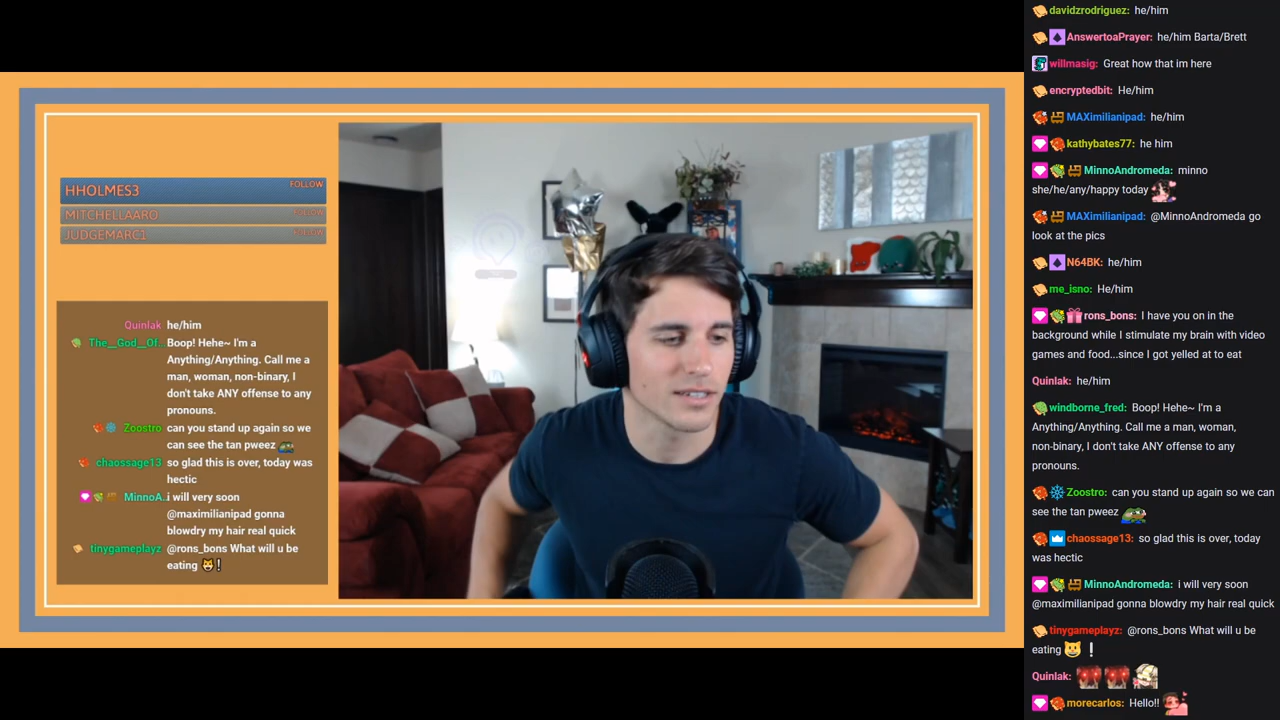 HHOLMES3 FOLLOW
MITCHELLAARO FOLLOW
JUDGEMARC1 FOLLOW
Quinlak he/him
The__God__Of.. Boop! Hehe~ I'm a
Anything/Anything. Call me a
man, woman, non-binary, I
don't take ANY offense to any
pronouns.
Zoostro can you stand up again so we
can see the tan pweez
chaossage13 so glad this is over, today was
hectic
MinnoA.. i will very soon
@maximilianipad gonna
blowdry my hair real quick
tinygameplayz @rons_bons What will u be
eating !
davidzrodriguez: he/him
AnswertoaPrayer: he/him Barta/Brett
willmasig: Great how that im here
encryptedbit: He/him
MAXimilianipad: he/him
kathybates77: he him
MinnoAndromeda: minno
she/he/any/happy today
MAXimilianipad: @MinnoAndromeda go
look at the pics
N64BK: he/him
me_isno: He/him
rons_bons: I have you on in the
background while I stimulate my brain with video
games and food...since I got yelled at to eat
Quinlak: he/him
windborne_fred: Boop! Hehe~ I'm a
Anything/Anything. Call me a man, woman,
non-binary, I don't take ANY offense to any
pronouns.
Zoostro: can you stand up again so we can
see the tan pweez
chaossage13: so glad this is over, today
was hectic
MinnoAndromeda: i will very soon
@maximilianipad gonna blowdry my hair real quick
tinygameplayz: @rons_bons What will u be
eating !
Quinlak:
morecarlos: Hello!!